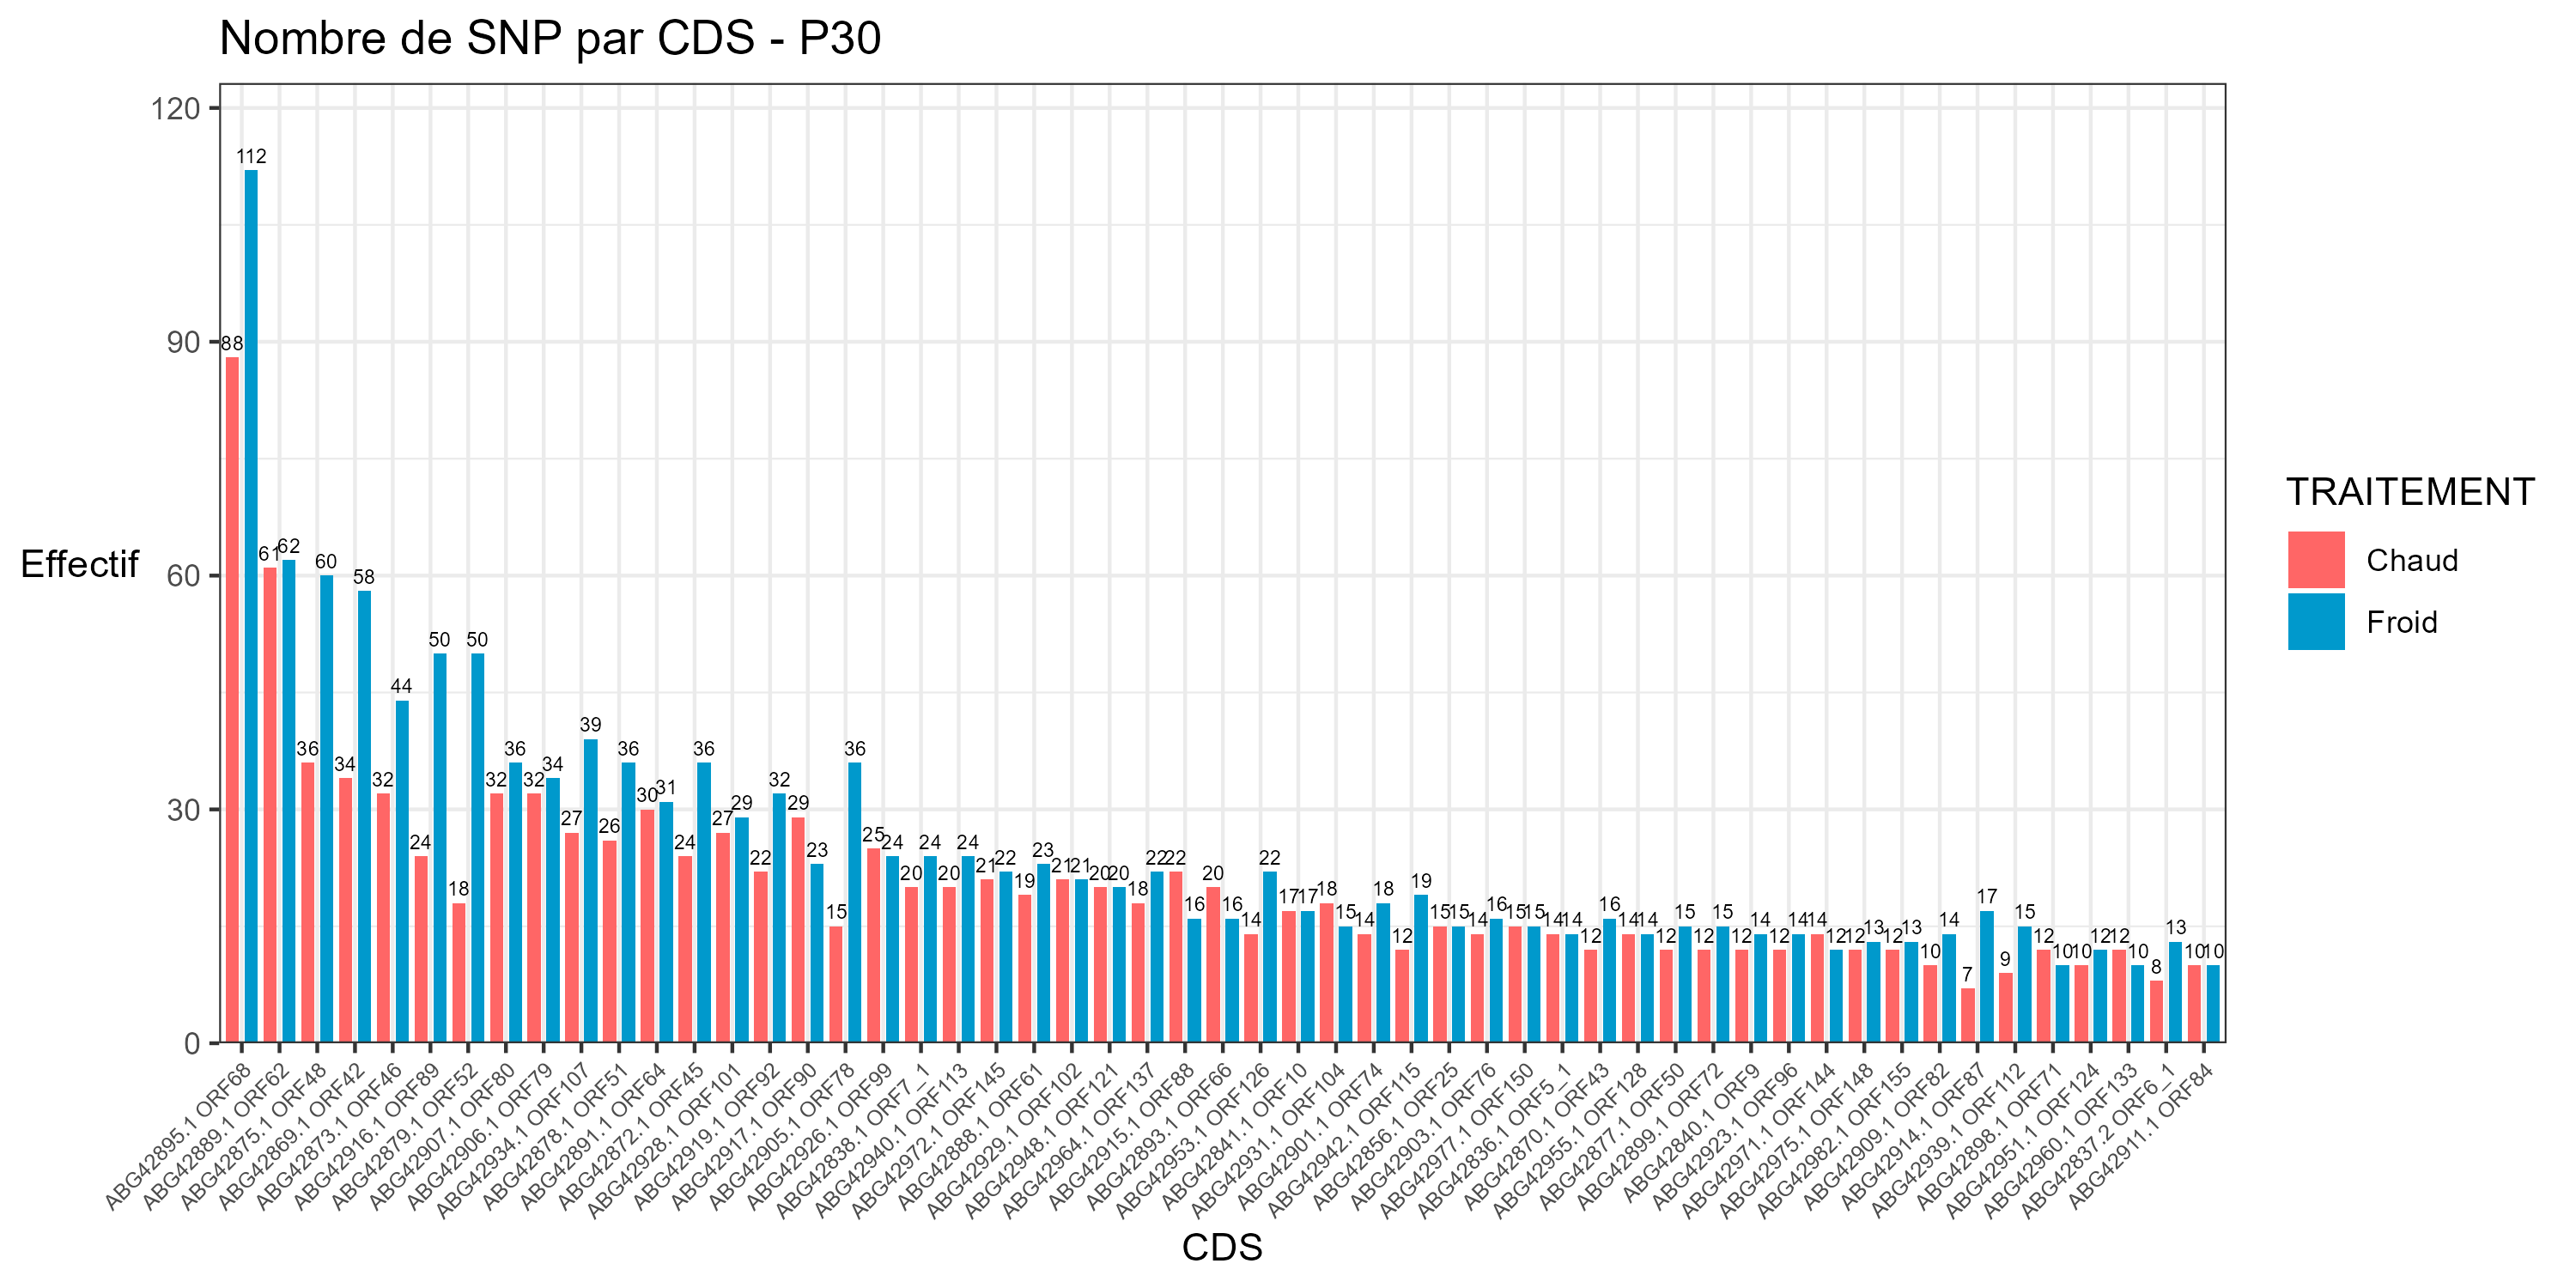 Nombre de SNP par CDS - P30
120
90
60
30
0
Effectif
88 112
61 62
36 60
34 58
32 44
24 50
18 50
32 36
32 34
27 39
26 36
30 31
24 36
27 29
22 32
29 23
15 36
25 24
20 24
20 24
21 22
19 23
21 21
20 20
18 22
22 16
20 16
14 22
17 17
18 15
14 18
12 19
15 15
14 16
15 15
14 14
12 16
14 14
12 15
12 15
12 14
12 14
14 12
12 13
12 13
10 14
7 17
9 15
12 10
10 12
12 10
8 13
10 10
ABG42895.1 ORF68
ABG42889.1 ORF62
ABG42875.1 ORF48
ABG42869.1 ORF42
ABG42873.1 ORF46
ABG42916.1 ORF89
ABG42879.1 ORF52
ABG42907.1 ORF80
ABG42906.1 ORF79
ABG42934.1 ORF107
ABG42878.1 ORF51
ABG42891.1 ORF64
ABG42872.1 ORF45
ABG42928.1 ORF101
ABG42919.1 ORF92
ABG42917.1 ORF90
ABG42905.1 ORF78
ABG42926.1 ORF99
ABG42838.1 ORF7_1
ABG42940.1 ORF113
ABG42972.1 ORF145
ABG42888.1 ORF61
ABG42929.1 ORF102
ABG42948.1 ORF121
ABG42964.1 ORF137
ABG42915.1 ORF88
ABG42893.1 ORF66
ABG42953.1 ORF126
ABG42841.1 ORF10
ABG42931.1 ORF104
ABG42901.1 ORF74
ABG42942.1 ORF115
ABG42856.1 ORF25
ABG42903.1 ORF76
ABG42977.1 ORF150
ABG42836.1 ORF5_1
ABG42870.1 ORF43
ABG42955.1 ORF128
ABG42877.1 ORF50
ABG42899.1 ORF72
ABG42840.1 ORF9
ABG42923.1 ORF96
ABG42971.1 ORF144
ABG42975.1 ORF148
ABG42982.1 ORF155
ABG42909.1 ORF82
ABG42914.1 ORF87
ABG42939.1 ORF112
ABG42898.1 ORF71
ABG42951.1 ORF124
ABG42960.1 ORF133
ABG42837.2 ORF6_1
ABG42911.1 ORF84
CDS
TRAITEMENT
Chaud
Froid